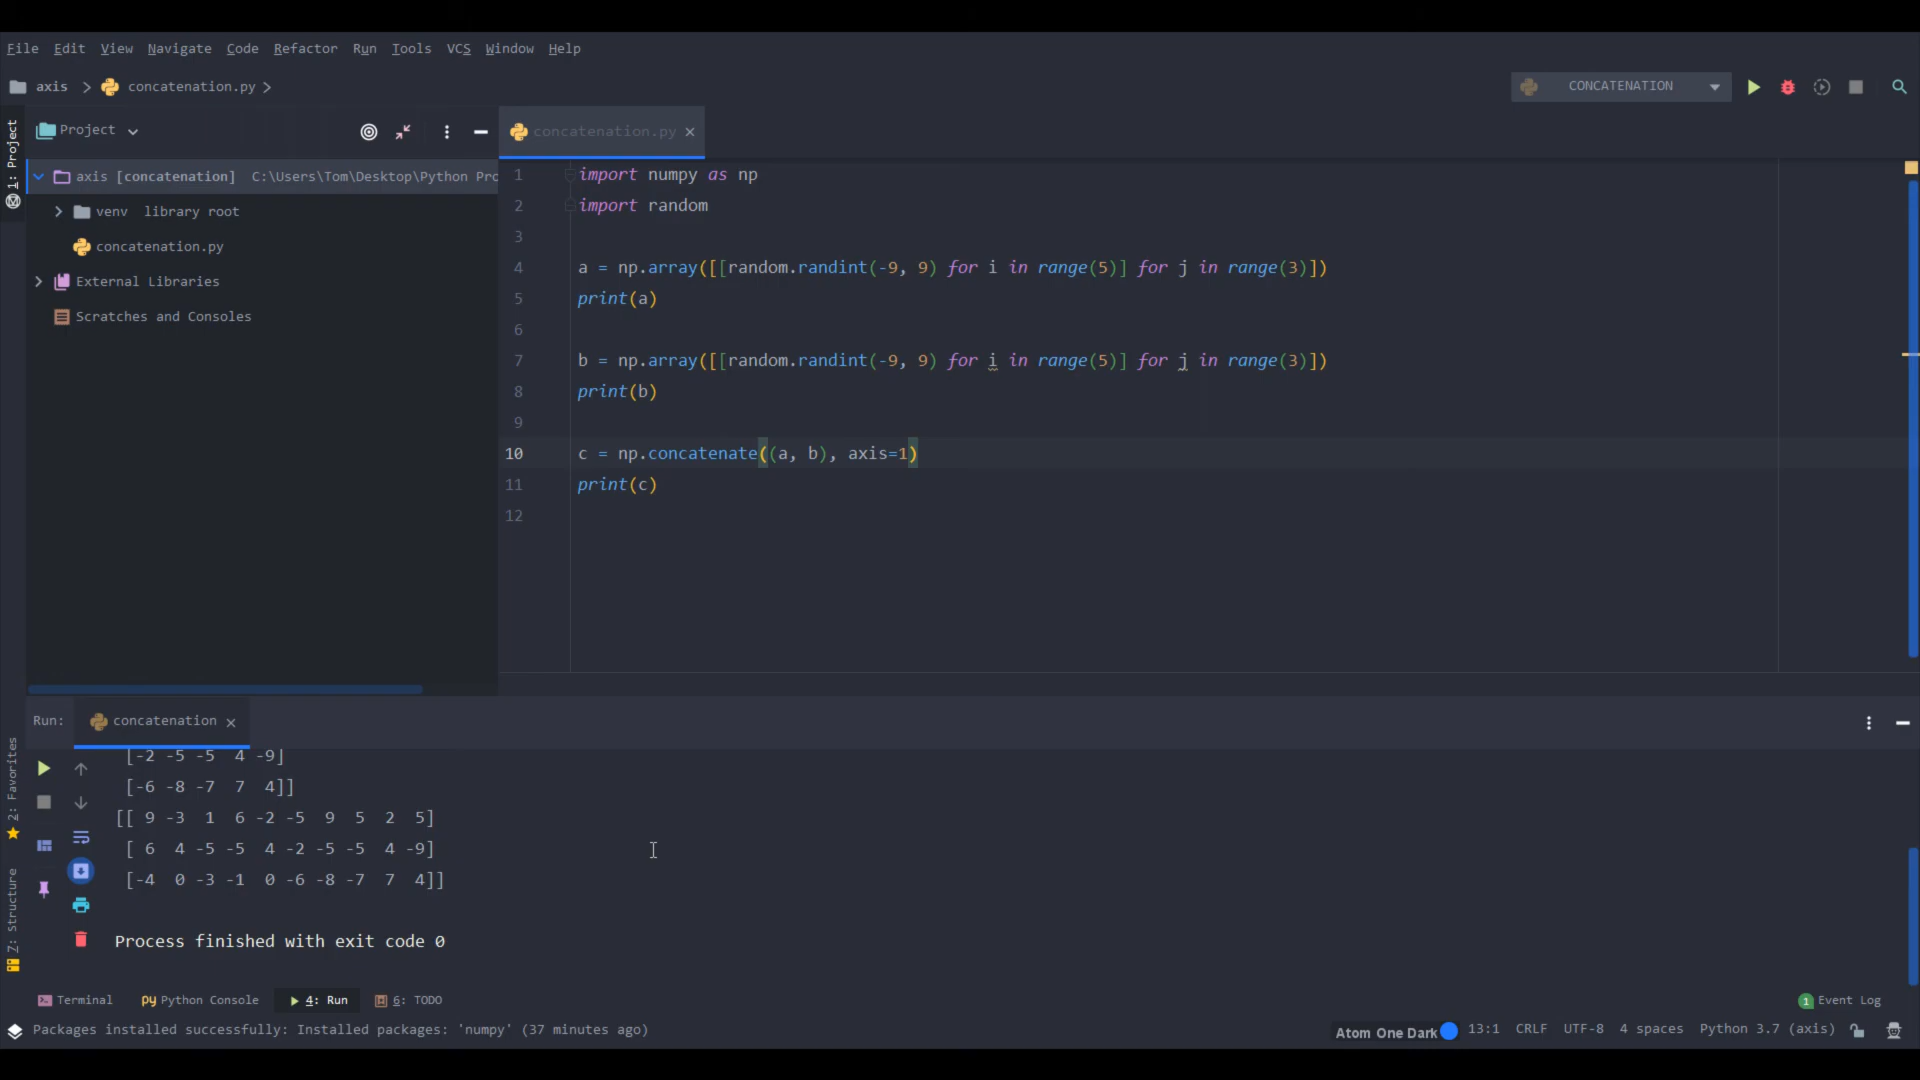 File Edit View Navigate Code Refactor Run Tools VCS Window Help
axis concatenation.py
CONCATENATION
1: Project
Project
concatenation.py
axis [concatenation] C:\Users\Tom\Desktop\Python Pro
venv library root
concatenation.py
External Libraries
Scratches and Consoles
1 import numpy as np
2 import random
3
4 a = np.array([[random.randint(-9, 9) for i in range(5)] for j in range(3)])
5 print(a)
6
7 b = np.array([[random.randint(-9, 9) for i in range(5)] for j in range(3)])
8 print(b)
9
10 c = np.concatenate((a, b), axis=1)
11 print(c)
12
Run: concatenation
[-2 -5 -5 4 -9]
[-6 -8 -7 7 4]]
[[ 9 -3 1 6 -2 -5 9 5 2 5]
[ 6 4 -5 -5 4 -2 -5 -5 4 -9]
[-4 0 -3 -1 0 -6 -8 -7 7 4]]
Process finished with exit code 0
2: Favorites
Z: Structure
Terminal Python Console 4: Run 6: TODO
1 Event Log
Packages installed successfully: Installed packages: 'numpy' (37 minutes ago)
Atom One Dark 13:1 CRLF UTF-8 4 spaces Python 3.7 (axis)